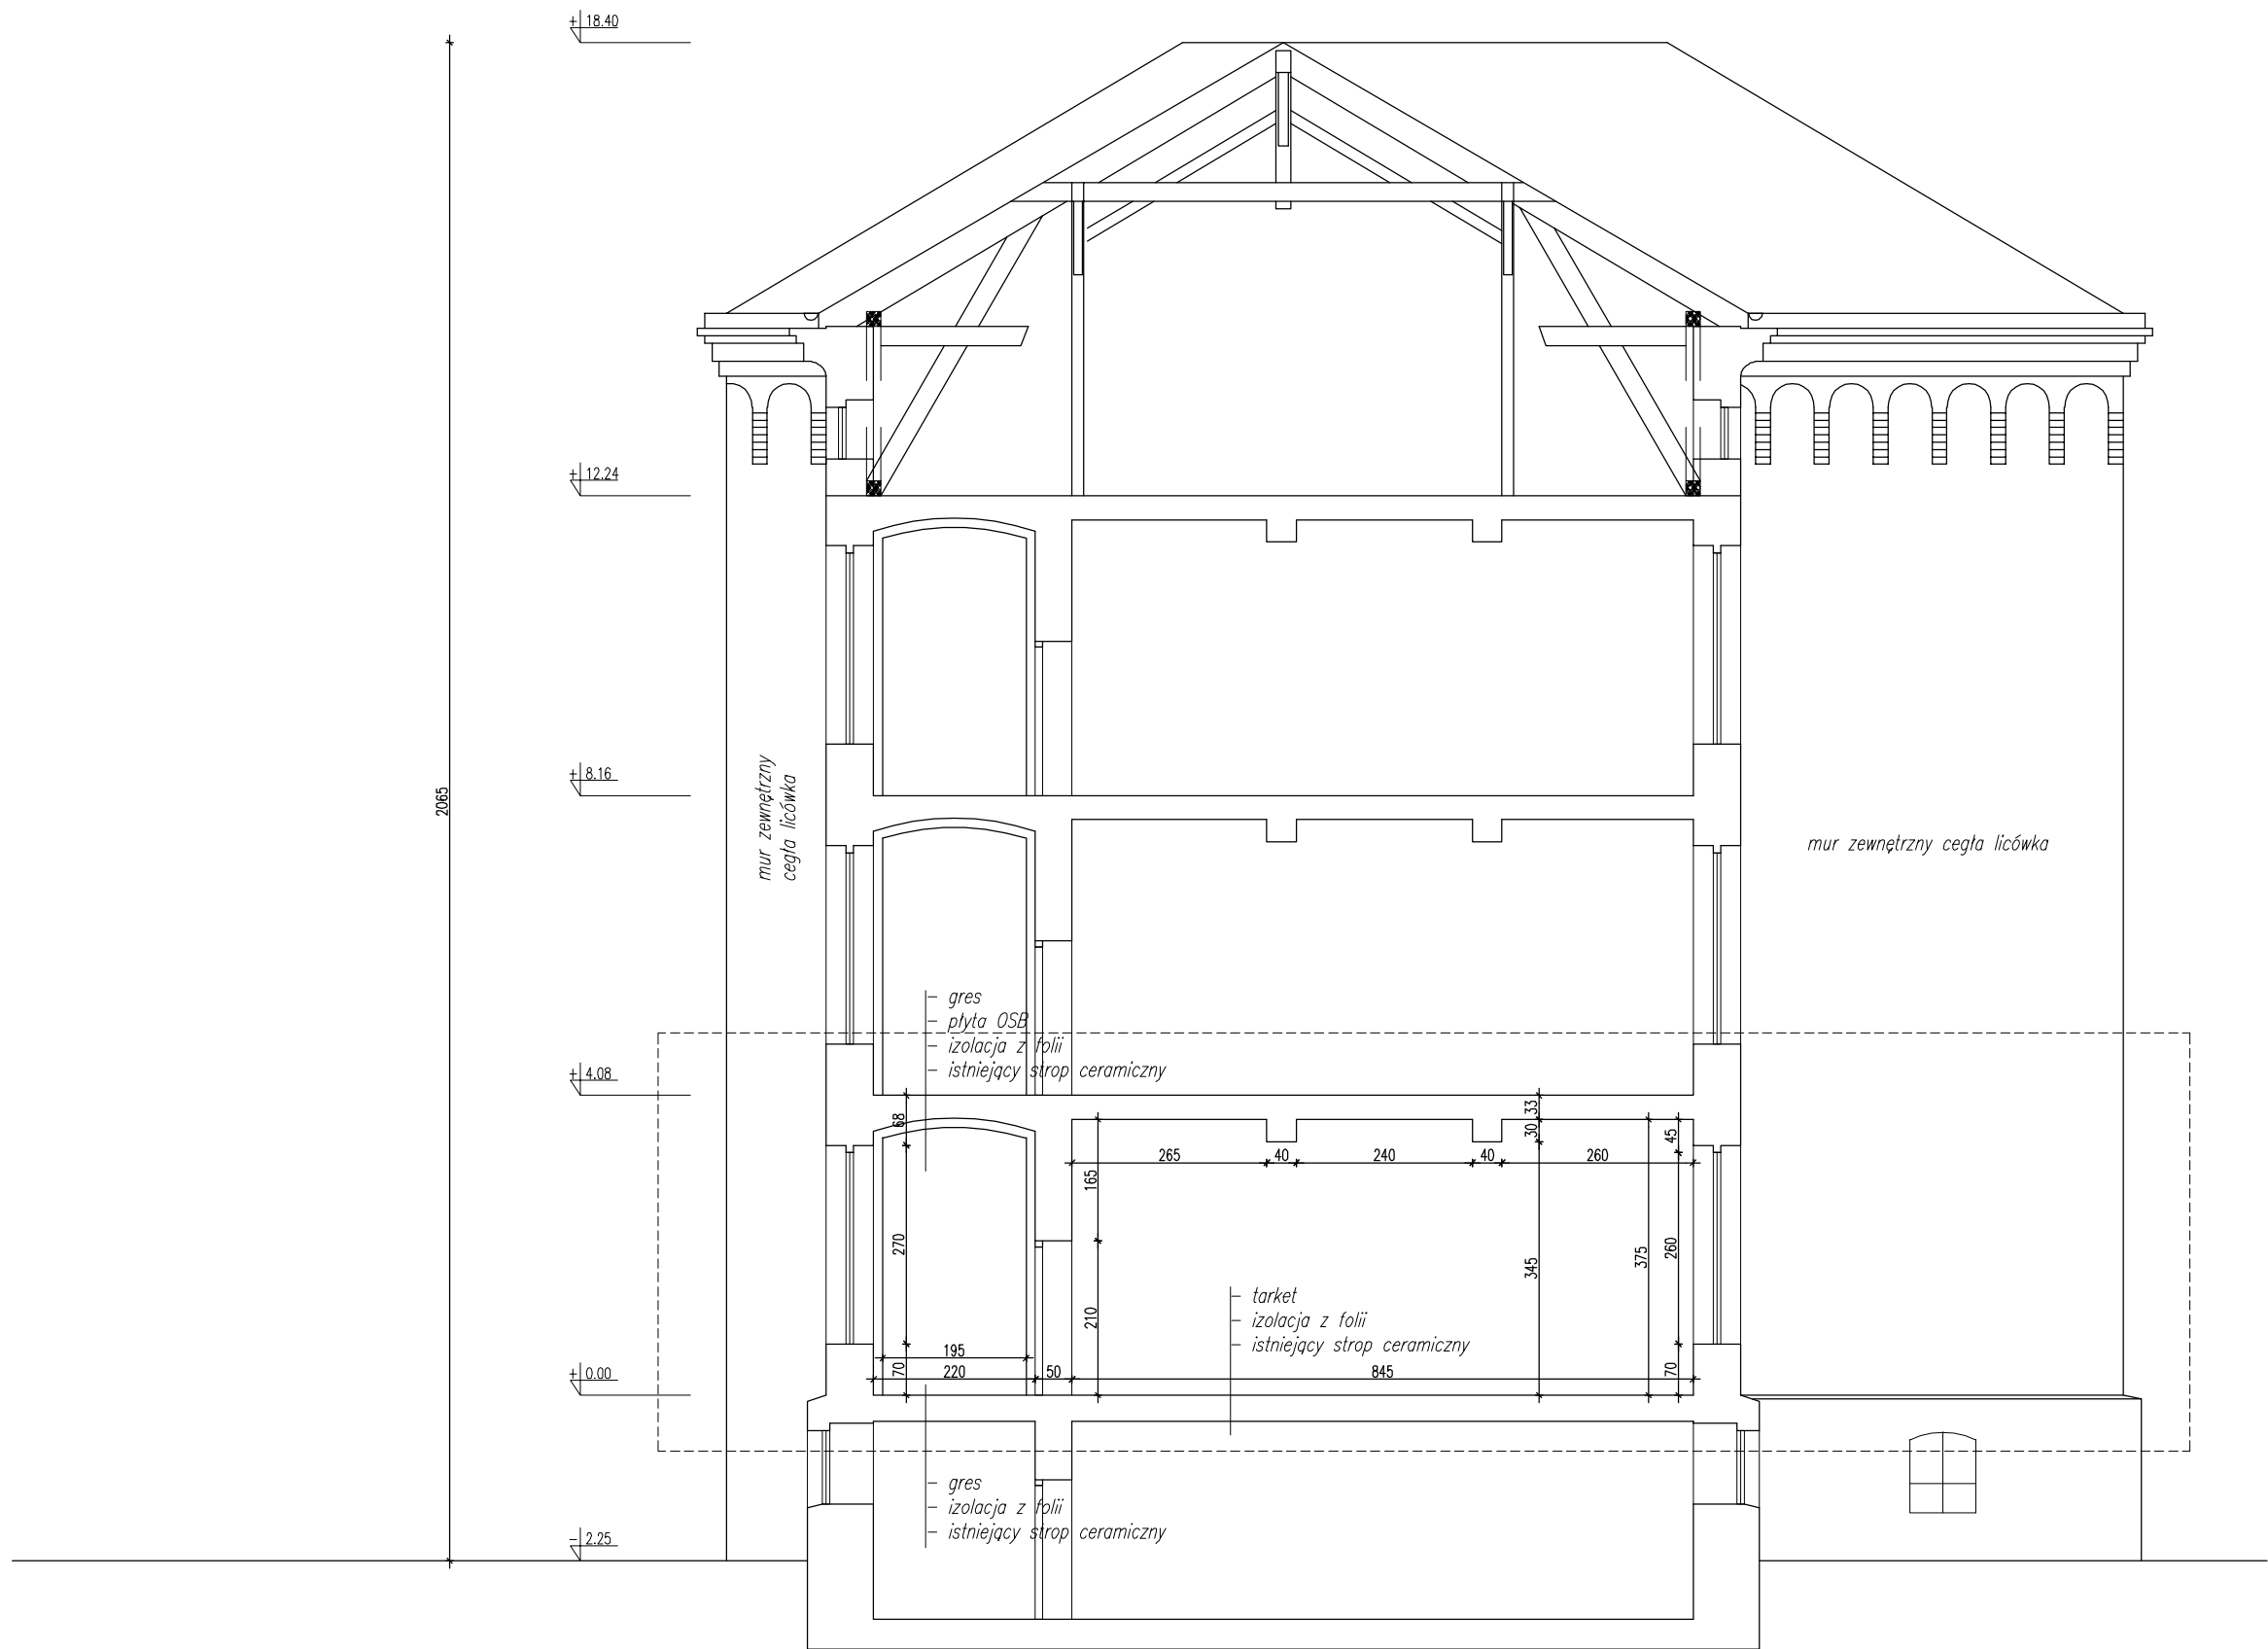 + 18.40
+ 12.24
+ 8.16
2065
mur zewnętrzny
cegła licówka
mur zewnętrzny cegła licówka
- gres
- płyta OSB
- izolacja z folii
- istniejący strop ceramiczny
+ 4.08
68
33
30
45
265
40
240
40
260
165
270
345
375
260
210
- tarket
- izolacja z folii
- istniejący strop ceramiczny
195
70
220
50
845
70
+ 0.00
- gres
- izolacja z folii
- istniejący strop ceramiczny
- 2.25